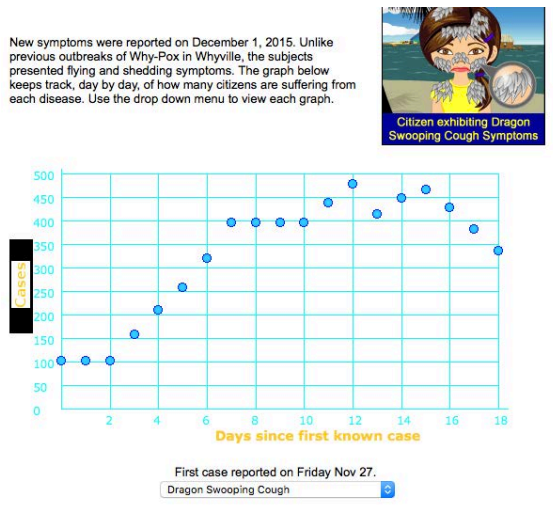 New symptoms were reported on December 1, 2015. Unlike
previous outbreaks of Why-Pox in Whyville, the subjects
presented flying and shedding symptoms. The graph below
keeps track, day by day, of how many citizens are suffering from
each disease. Use the drop down menu to view each graph.
Citizen exhibiting Dragon
Swooping Cough Symptoms
500
450
400
350
300
250
200
150
100
50
0
Cases
2 4 6 8 10 12 14 16 18
Days since first known case
First case reported on Friday Nov 27.
Dragon Swooping Cough